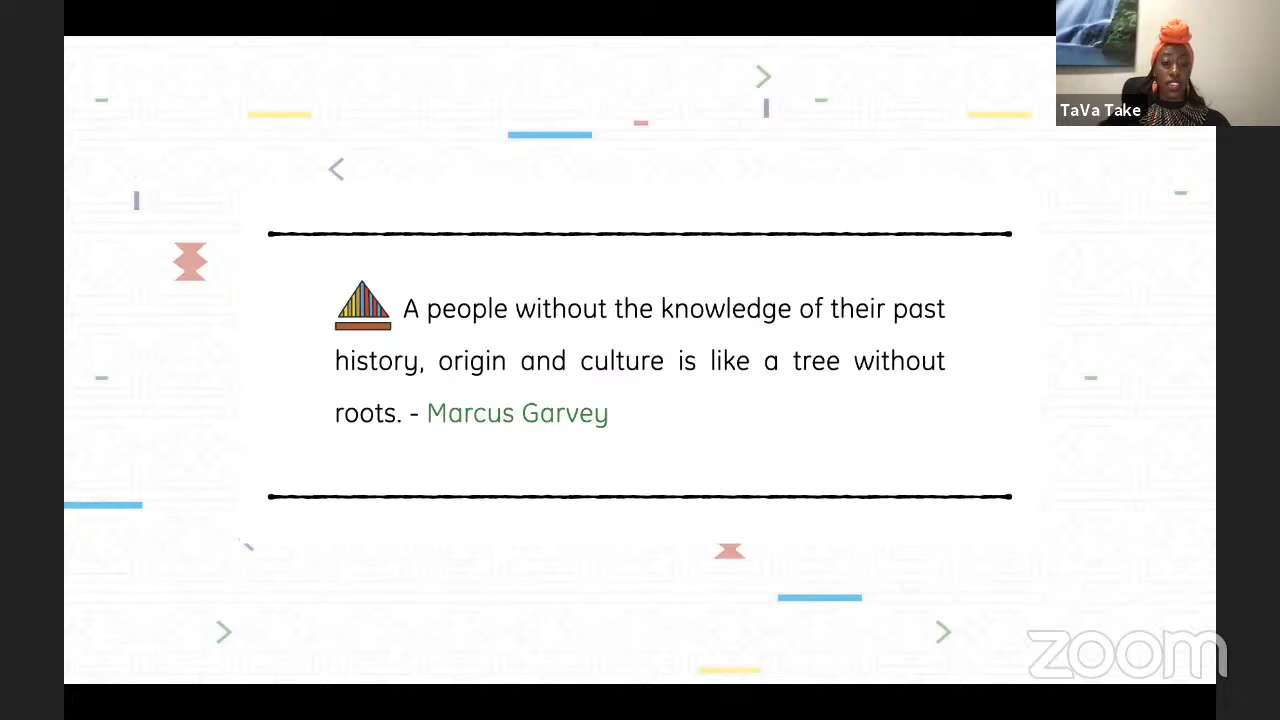 TaVa Take
A people without the knowledge of their past
history, origin and culture is like a tree without
roots. - Marcus Garvey
zoom